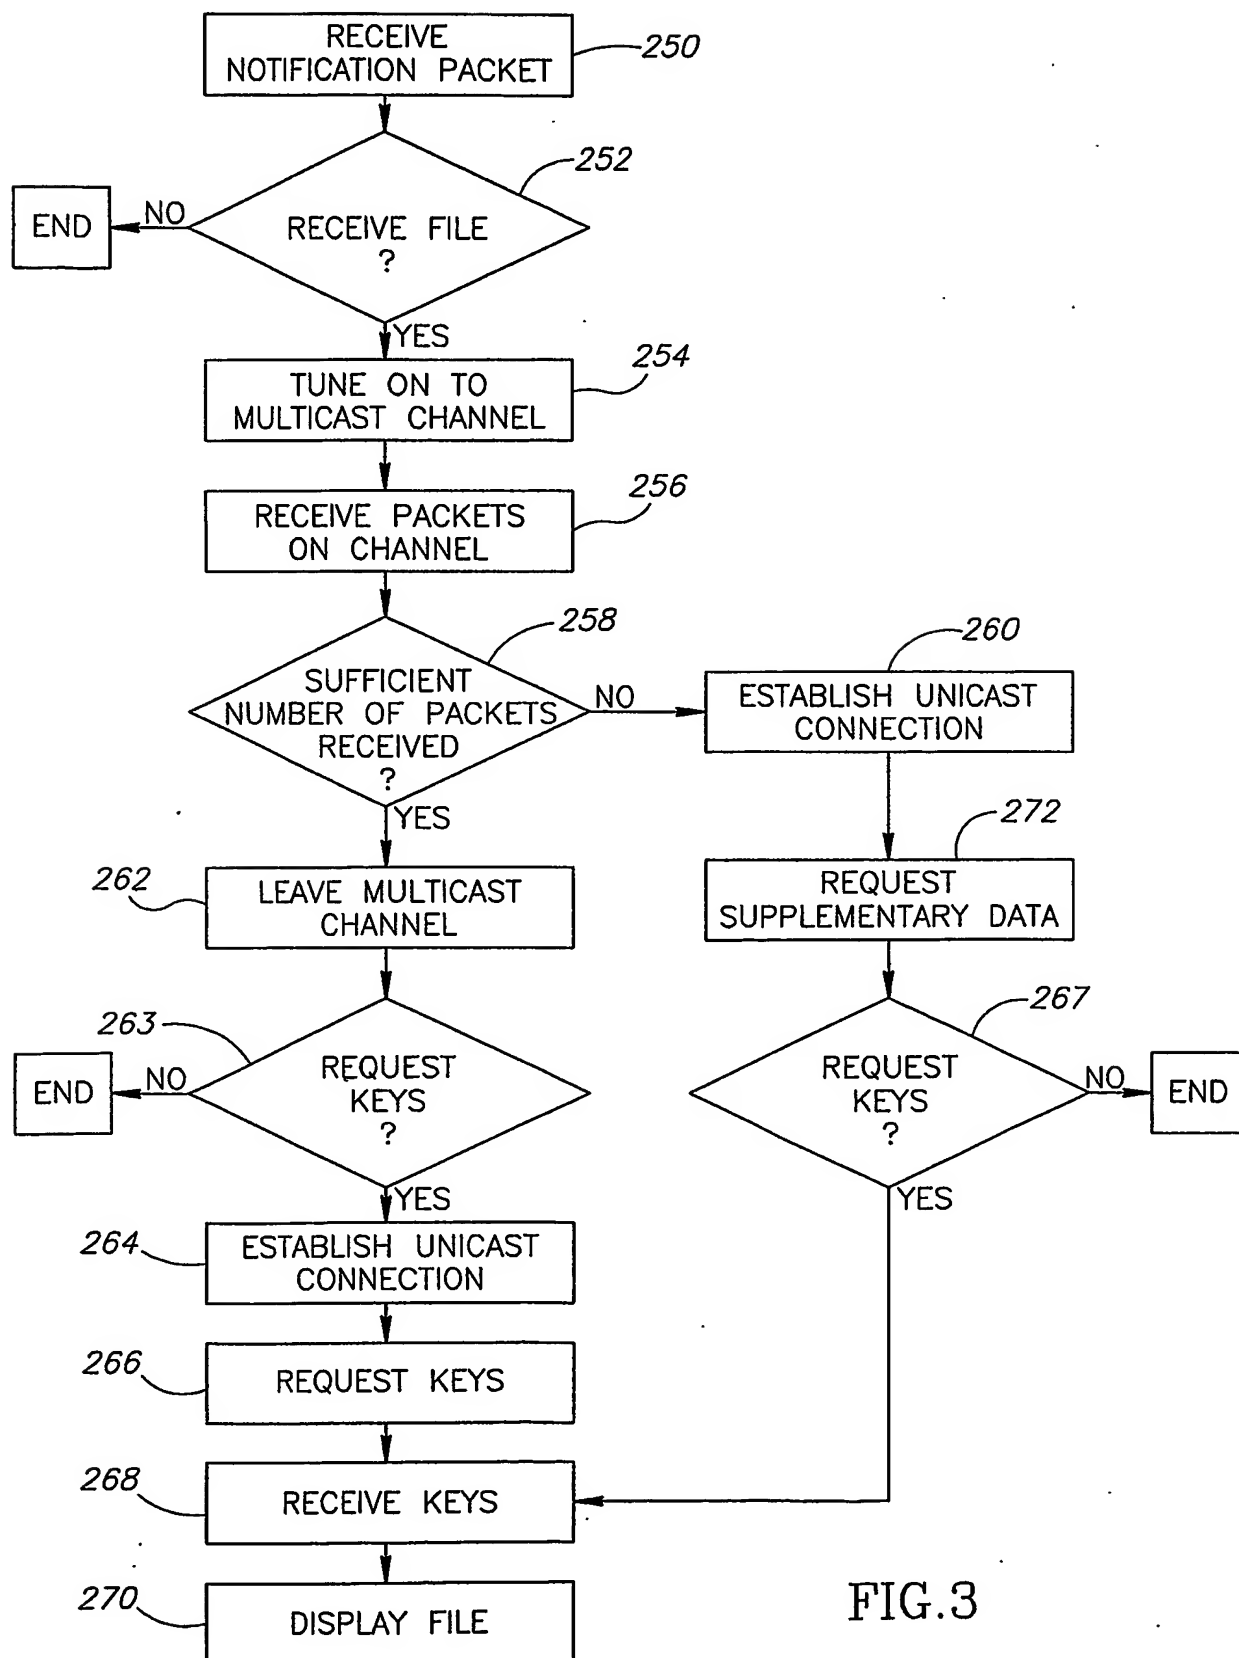 RECEIVE
NOTIFICATION PACKET
250
252
END
NO
RECEIVE FILE
?
YES
254
TUNE ON TO
MULTICAST CHANNEL
256
RECEIVE PACKETS
ON CHANNEL
258
SUFFICIENT
NUMBER OF PACKETS
RECEIVED
?
NO
260
ESTABLISH UNICAST
CONNECTION
YES
272
REQUEST
SUPPLEMENTARY DATA
262
LEAVE MULTICAST
CHANNEL
263
END
NO
REQUEST
KEYS
?
267
REQUEST
KEYS
?
NO
END
YES
YES
264
ESTABLISH UNICAST
CONNECTION
266
REQUEST KEYS
268
RECEIVE KEYS
270
DISPLAY FILE
FIG.3